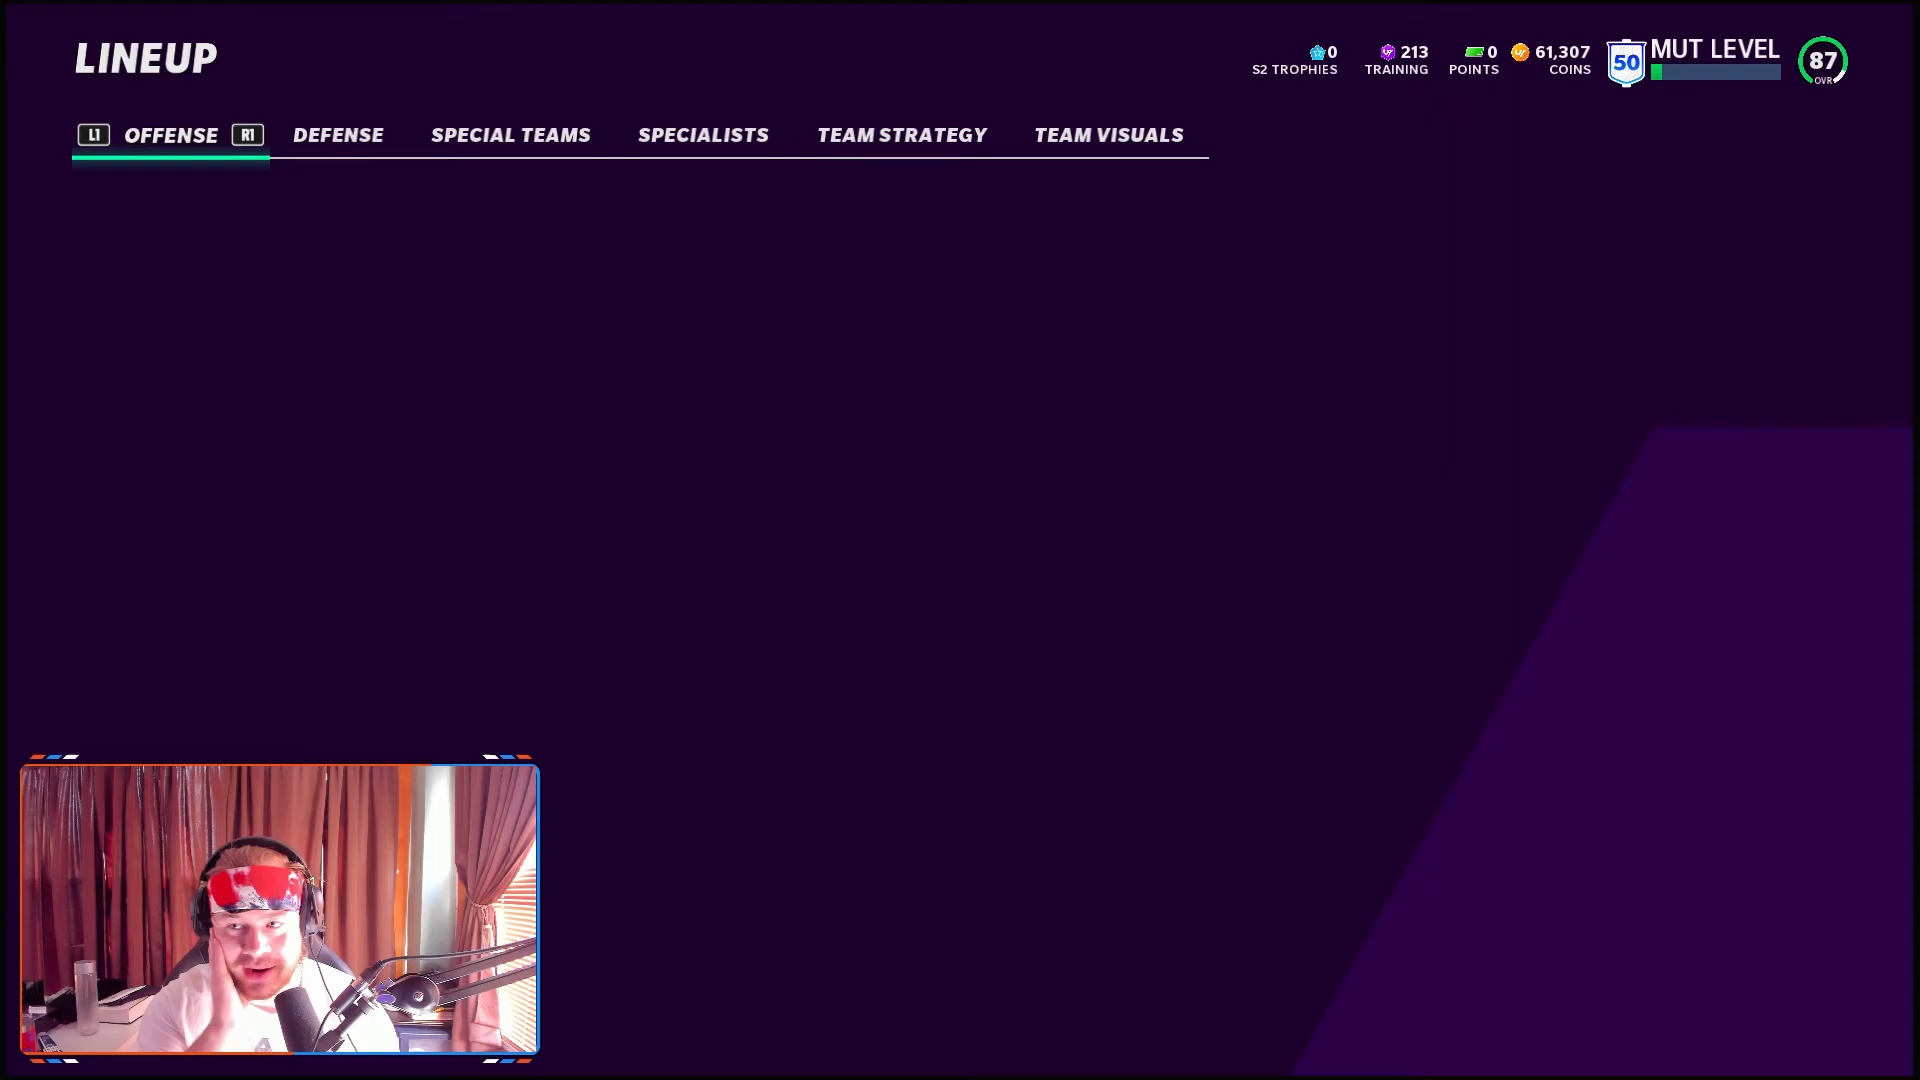 LINEUP
0
S2 TROPHIES
213
TRAINING
0
POINTS
61,307
COINS
50
MUT LEVEL
87
OVR
L1 OFFENSE R1 DEFENSE SPECIAL TEAMS SPECIALISTS TEAM STRATEGY TEAM VISUALS